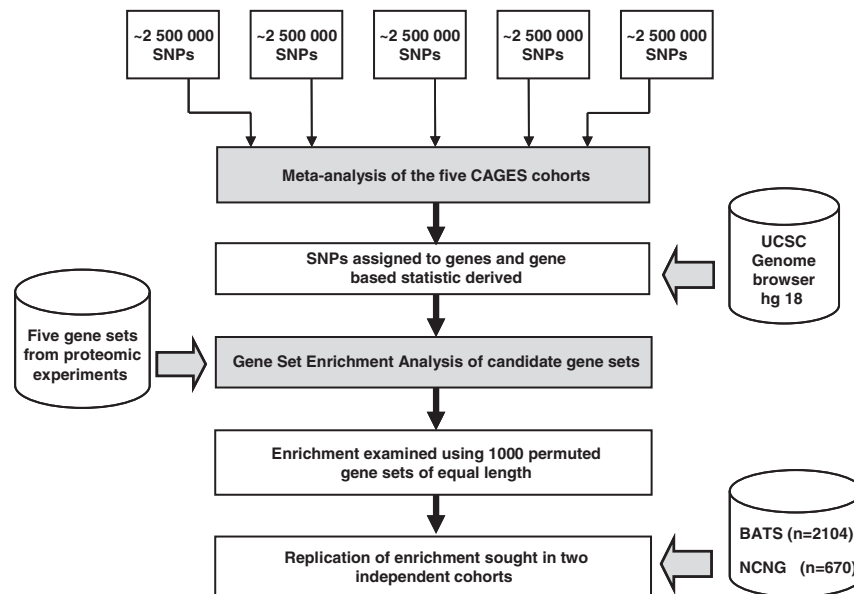 ~2 500 000
SNPs
~2 500 000
SNPs
~2 500 000
SNPs
~2 500 000
SNPs
~2 500 000
SNPs
Meta-analysis of the five CAGES cohorts
SNPs assigned to genes and gene
based statistic derived
UCSC
Genome
browser
hg 18
Five gene sets
from proteomic
experiments
Gene Set Enrichment Analysis of candidate gene sets
Enrichment examined using 1000 permuted
gene sets of equal length
Replication of enrichment sought in two
independent cohorts
BATS (n=2104)
NCNG (n=670)